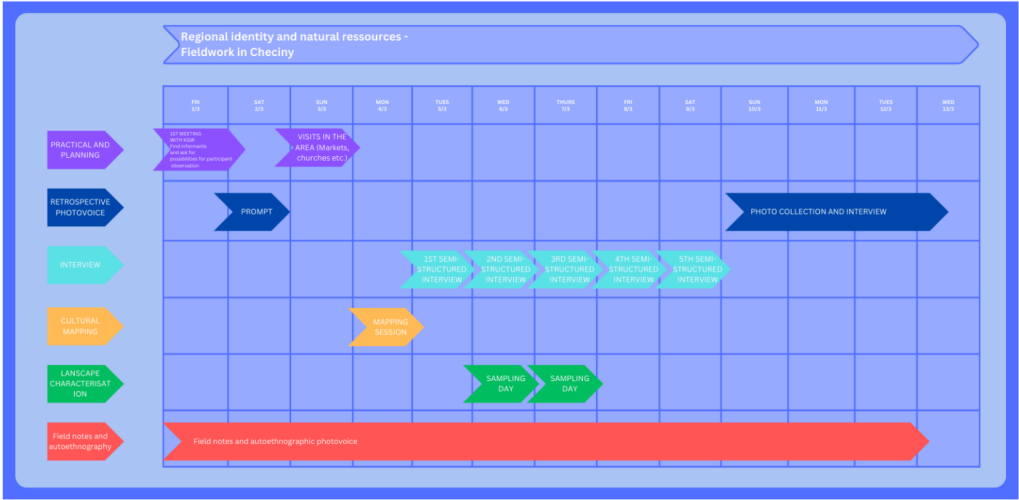 Regional identity and natural ressources -
Fieldwork in Checiny
FRI
1/3
SAT
2/3
SUN
3/3
MON
4/3
TUES
5/3
WED
6/3
THURS
7/3
FRI
8/3
SAT
9/3
SUN
10/3
MON
11/3
TUES
12/3
WED
13/3
PRACTICAL AND
PLANNING
1ST MEETING
WITH KGW.
Find informants
and ask for
possibilities for participant
observation
VISITS IN THE
AREA (Markets,
churches etc.)
RETROSPECTIVE
PHOTOVOICE
PROMPT
PHOTO COLLECTION AND INTERVIEW
INTERVIEW
1ST SEMI-
STRUCTURED
INTERVIEW
2ND SEMI-
STRUCTURED
INTERVIEW
3RD SEMI-
STRUCTURED
INTERVIEW
4TH SEMI-
STRUCTURED
INTERVIEW
5TH SEMI-
STRUCTURED
INTERVIEW
CULTURAL
MAPPING
MAPPING
SESSION
LANSCAPE
CHARACTERISAT
ION
SAMPLING
DAY
SAMPLING
DAY
Field notes and
autoethnography
Field notes and autoethnographic photovoice